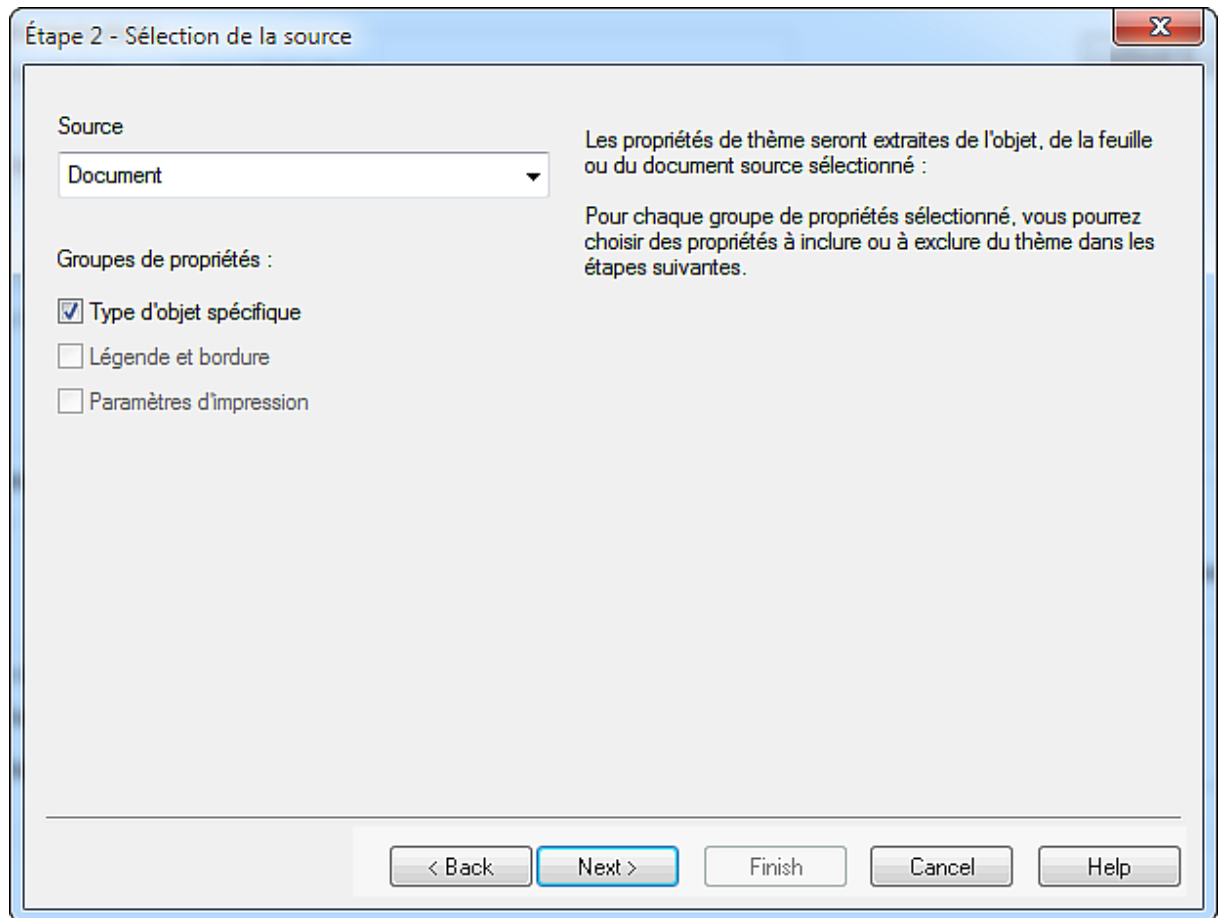 Étape 2 - Sélection de la source
Source
Document
Groupes de propriétés :
Type d'objet spécifique
Légende et bordure
Paramètres d'impression
Les propriétés de thème seront extraites de l'objet, de la feuille
ou du document source sélectionné :
Pour chaque groupe de propriétés sélectionné, vous pourrez
choisir des propriétés à inclure ou à exclure du thème dans les
étapes suivantes.
< Back
Next >
Finish
Cancel
Help